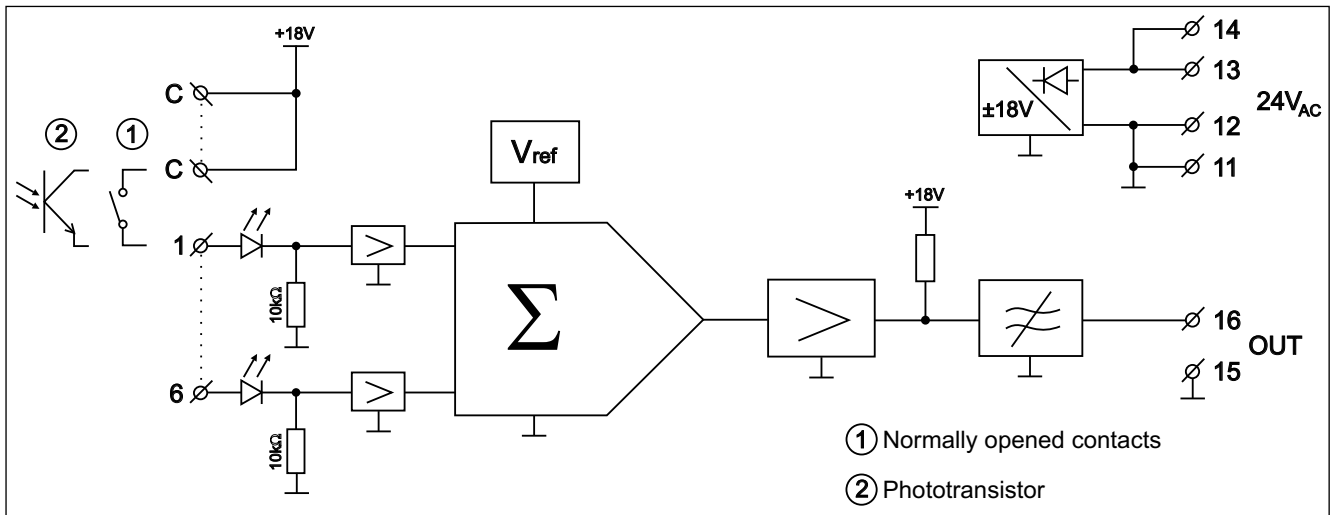 +18V
14
C
13
±18V
24VAC
2
1
12
Vref
C
11
+18V
1
>
10kΩ
Σ
>
16
OUT
15
6
>
1 Normally opened contacts
10kΩ
2 Phototransistor